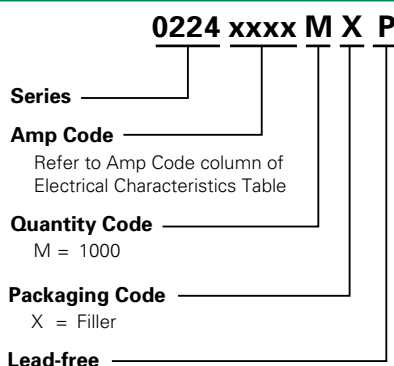 0224 xxxx M X P
Series
Amp Code
Refer to Amp Code column of
Electrical Characteristics Table
Quantity Code
M = 1000
Packaging Code
X = Filler
Lead-free